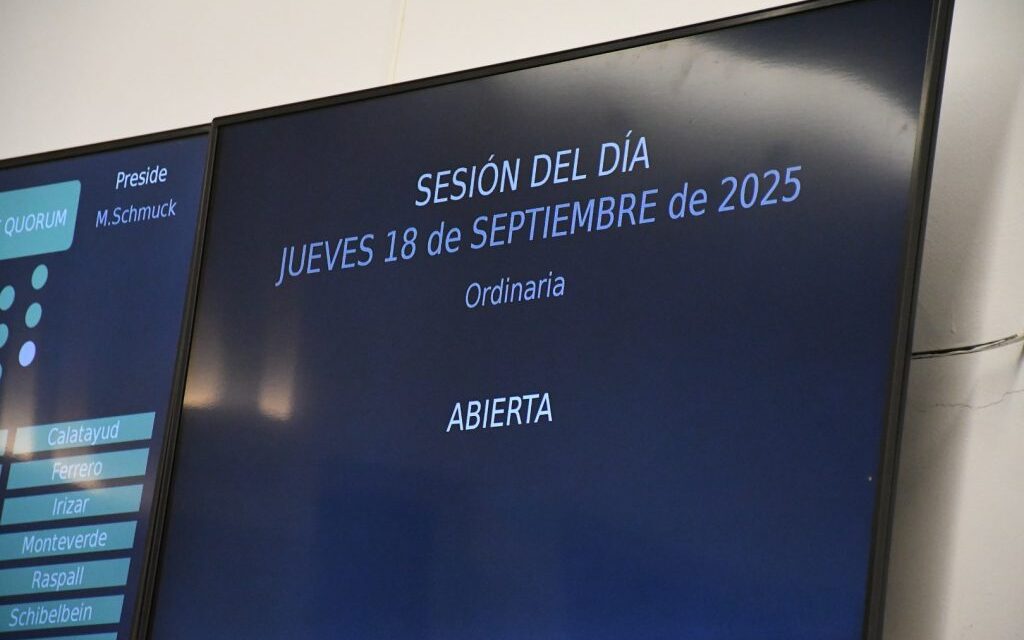 QUORUM
Preside
M.Schmuck
Calatayud
Ferrero
Irizar
Monteverde
Raspall
Schibelbein
SESIÓN DEL DÍA
JUEVES 18 de SEPTIEMBRE de 2025
Ordinaria
ABIERTA